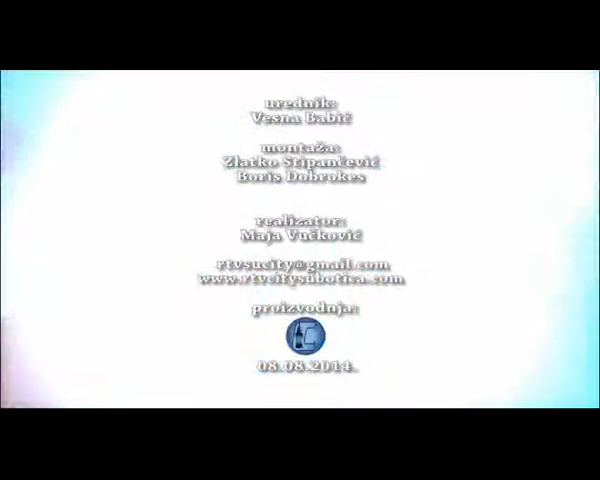 urednik:
Vesna Babić
montaža:
Zlatko Stipančević
Boris Dobrokes
realizator:
Maja Vučković
rtvsucity@gmail.com
www.rtvcitysubotica.com
proizvodnja:
08.08.2014.